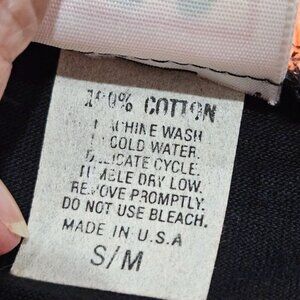 100% COTTON
MACHINE WASH
COLD WATER.
DELICATE CYCLE.
TUMBLE DRY LOW.
REMOVE PROMPTLY.
DO NOT USE BLEACH.
MADE IN U.S.A
S/M